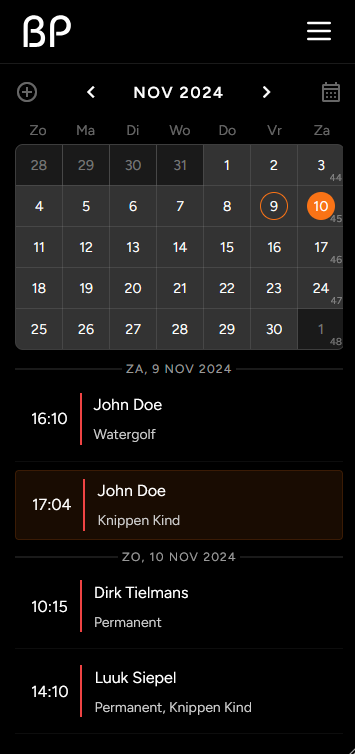 BP
NOV 2024
Zo Ma Di Wo Do Vr Za
28 29 30 31 1 2 3 44
4 5 6 7 8 9 10 45
11 12 13 14 15 16 17 46
18 19 20 21 22 23 24 47
25 26 27 28 29 30 1 48
ZA, 9 NOV 2024
16:10 John Doe
Watergolf
17:04 John Doe
Knippen Kind
ZO, 10 NOV 2024
10:15 Dirk Tielmans
Permanent
14:10 Luuk Siepel
Permanent, Knippen Kind